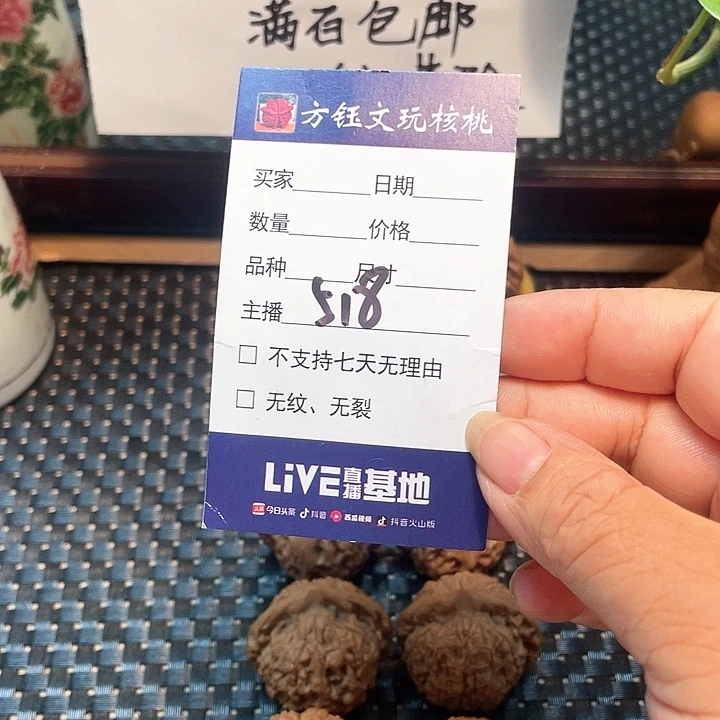 满百包邮
方钰文玩核桃
买家 日期
数量 价格
品种 尺寸
主播 518
不支持七天无理由
无纹、无裂
LiVE直播基地
今日头条 抖音 西瓜视频 抖音火山版